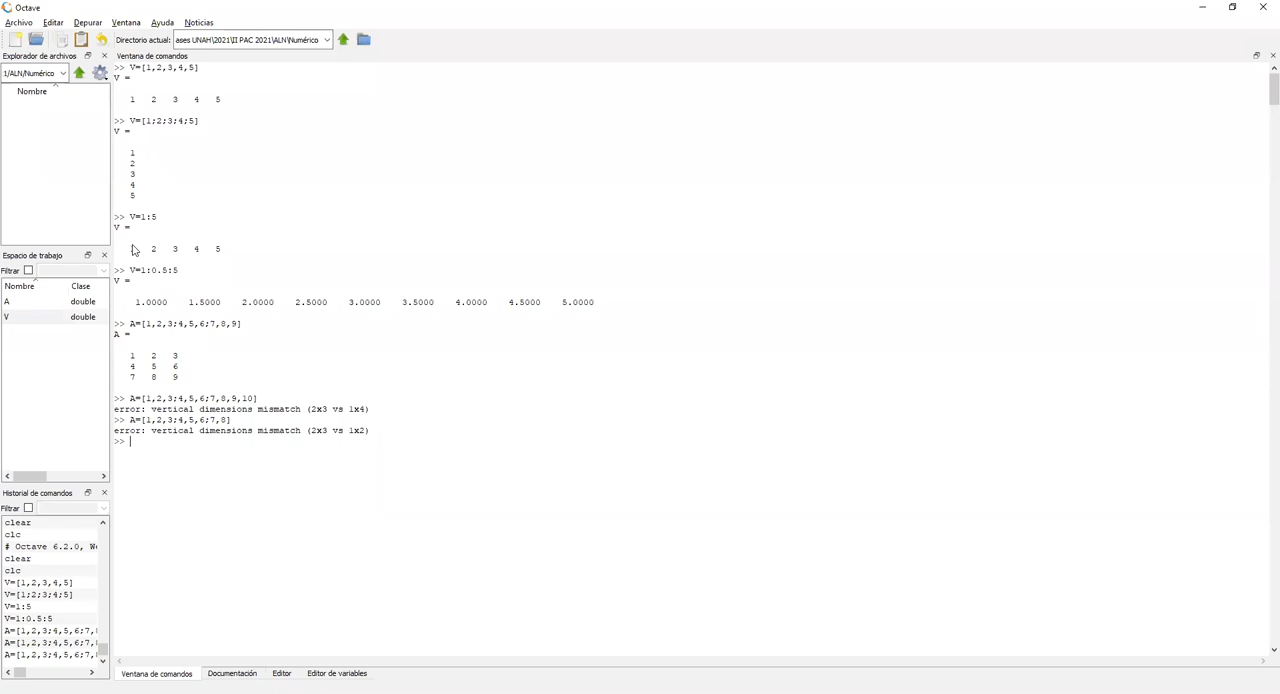 Octave
Archivo Editar Depurar Ventana Ayuda Noticias
Directorio actual: ases UNAH\2021\II PAC 2021\ALN\Numérico
Explorador de archivos
1/ALN/Numérico
Nombre
Espacio de trabajo
Filtrar
Nombre Clase
A double
V double
Historial de comandos
Filtrar
clear
clc
# Octave 6.2.0, We
clear
clc
V=[1,2,3,4,5]
V=[1;2;3;4;5]
V=1:5
V=1:0.5:5
A=[1,2,3;4,5,6;7,
A=[1,2,3;4,5,6;7,
A=[1,2,3;4,5,6;7,
Ventana de comandos
>> V=[1,2,3,4,5]
V =
1 2 3 4 5
>> V=[1;2;3;4;5]
V =
1
2
3
4
5
>> V=1:5
V =
2 3 4 5
>> V=1:0.5:5
V =
1.0000 1.5000 2.0000 2.5000 3.0000 3.5000 4.0000 4.5000 5.0000
>> A=[1,2,3;4,5,6;7,8,9]
A =
1 2 3
4 5 6
7 8 9
>> A=[1,2,3;4,5,6;7,8,9,10]
error: vertical dimensions mismatch (2x3 vs 1x4)
>> A=[1,2,3;4,5,6;7,8]
error: vertical dimensions mismatch (2x3 vs 1x2)
>>
Ventana de comandos Documentación Editor Editor de variables